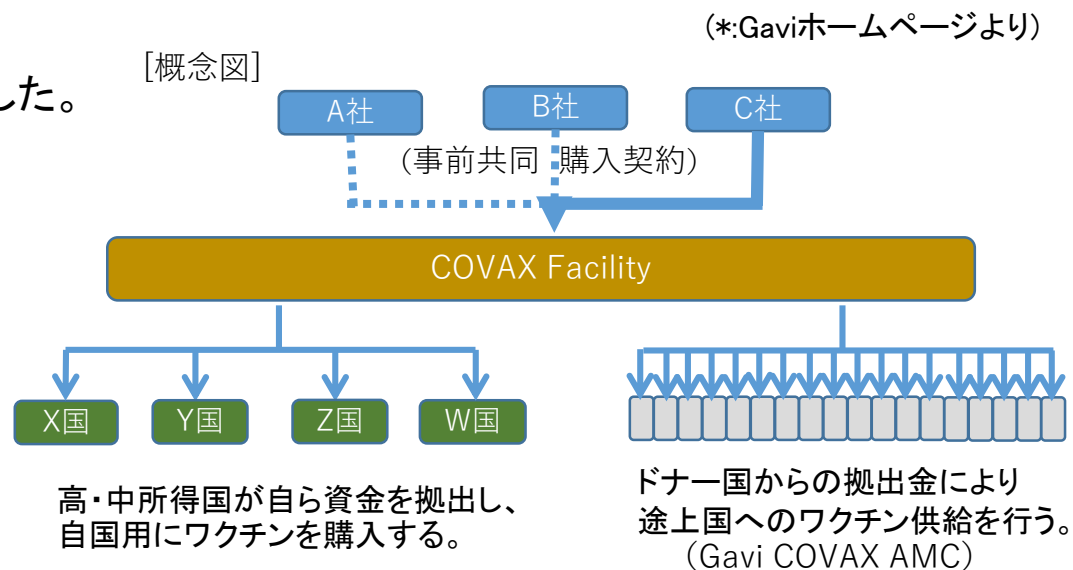 (*:Gaviホームページより)
した。
[概念図]
A社
B社
C社
(事前共同 購入契約)
COVAX Facility
X国
Y国
Z国
W国
高・中所得国が自ら資金を拠出し、
自国用にワクチンを購入する。
ドナー国からの拠出金により
途上国へのワクチン供給を行う。
(Gavi COVAX AMC)